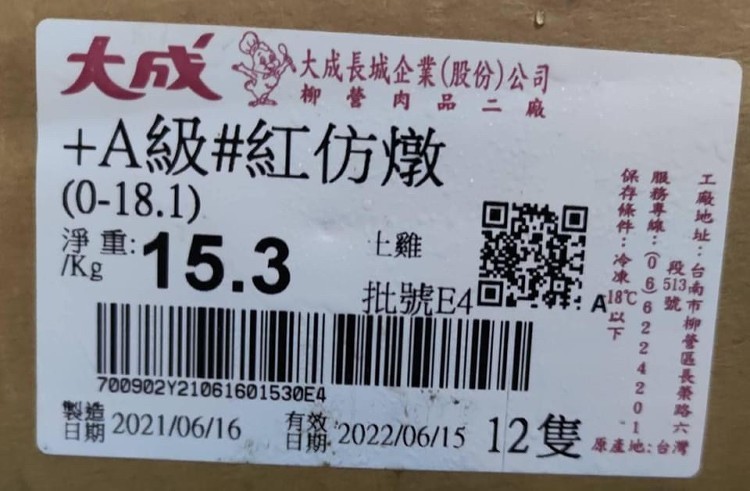 大成
大成長城企業(股份)公司
柳營肉品二廠
+A級#紅仿燉
(0-18.1)
淨重:
/Kg
15.3
土雞
批號E4
A
700902Y21061601530E4
製造日期 2021/06/16
有效日期: 2022/06/15
12隻
工廠地址:台南市柳營區長榮路六段513號
服務專線:(06)6224201
保存條件:冷凍-18℃以下
原產地:台灣